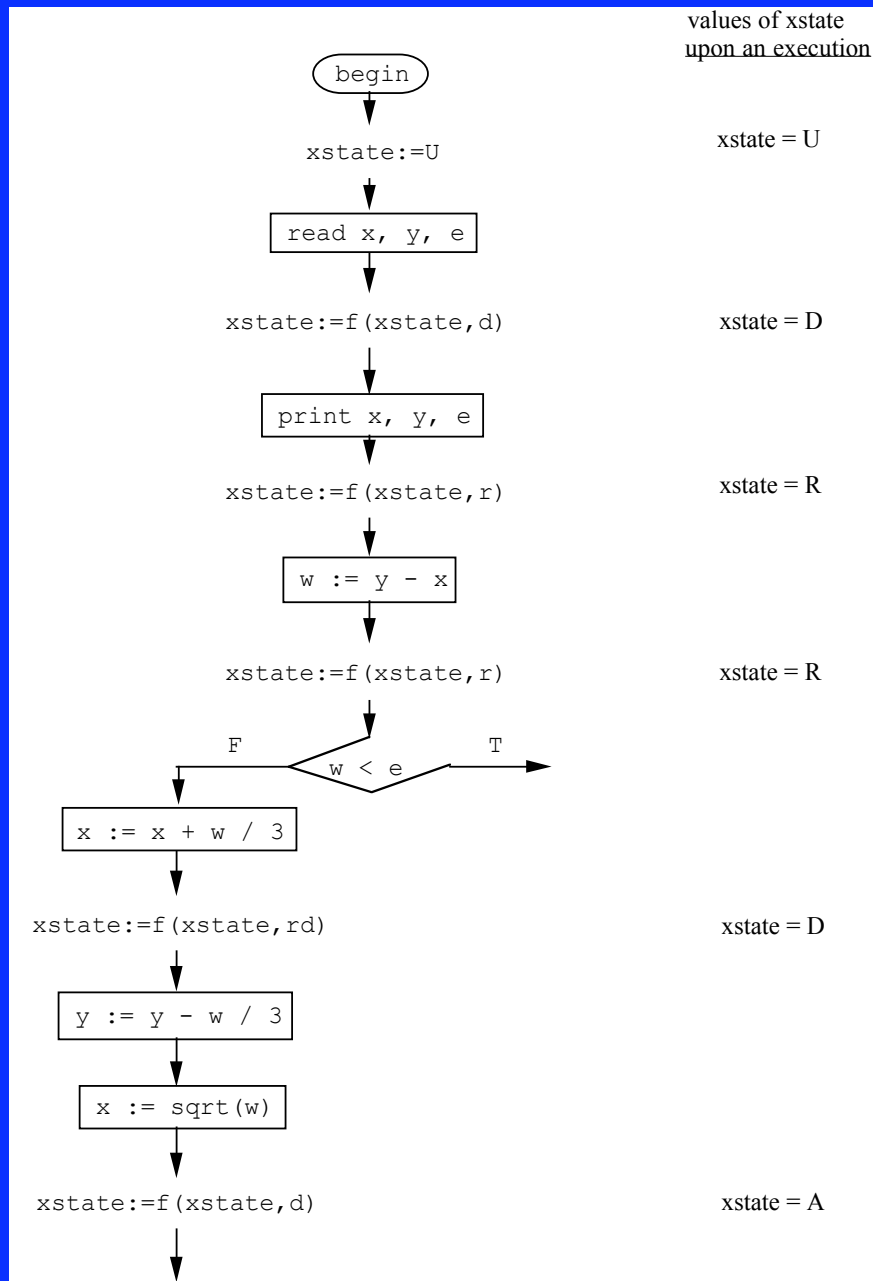 values of xstate
upon an execution
begin
xstate:=U
xstate = U
read x, y, e
xstate:=f(xstate,d)
xstate = D
print x, y, e
xstate:=f(xstate,r)
xstate = R
w := y - x
xstate:=f(xstate,r)
xstate = R
F
T
w < e
x := x + w / 3
xstate:=f(xstate,rd)
xstate = D
y := y - w / 3
x := sqrt(w)
xstate:=f(xstate,d)
xstate = A